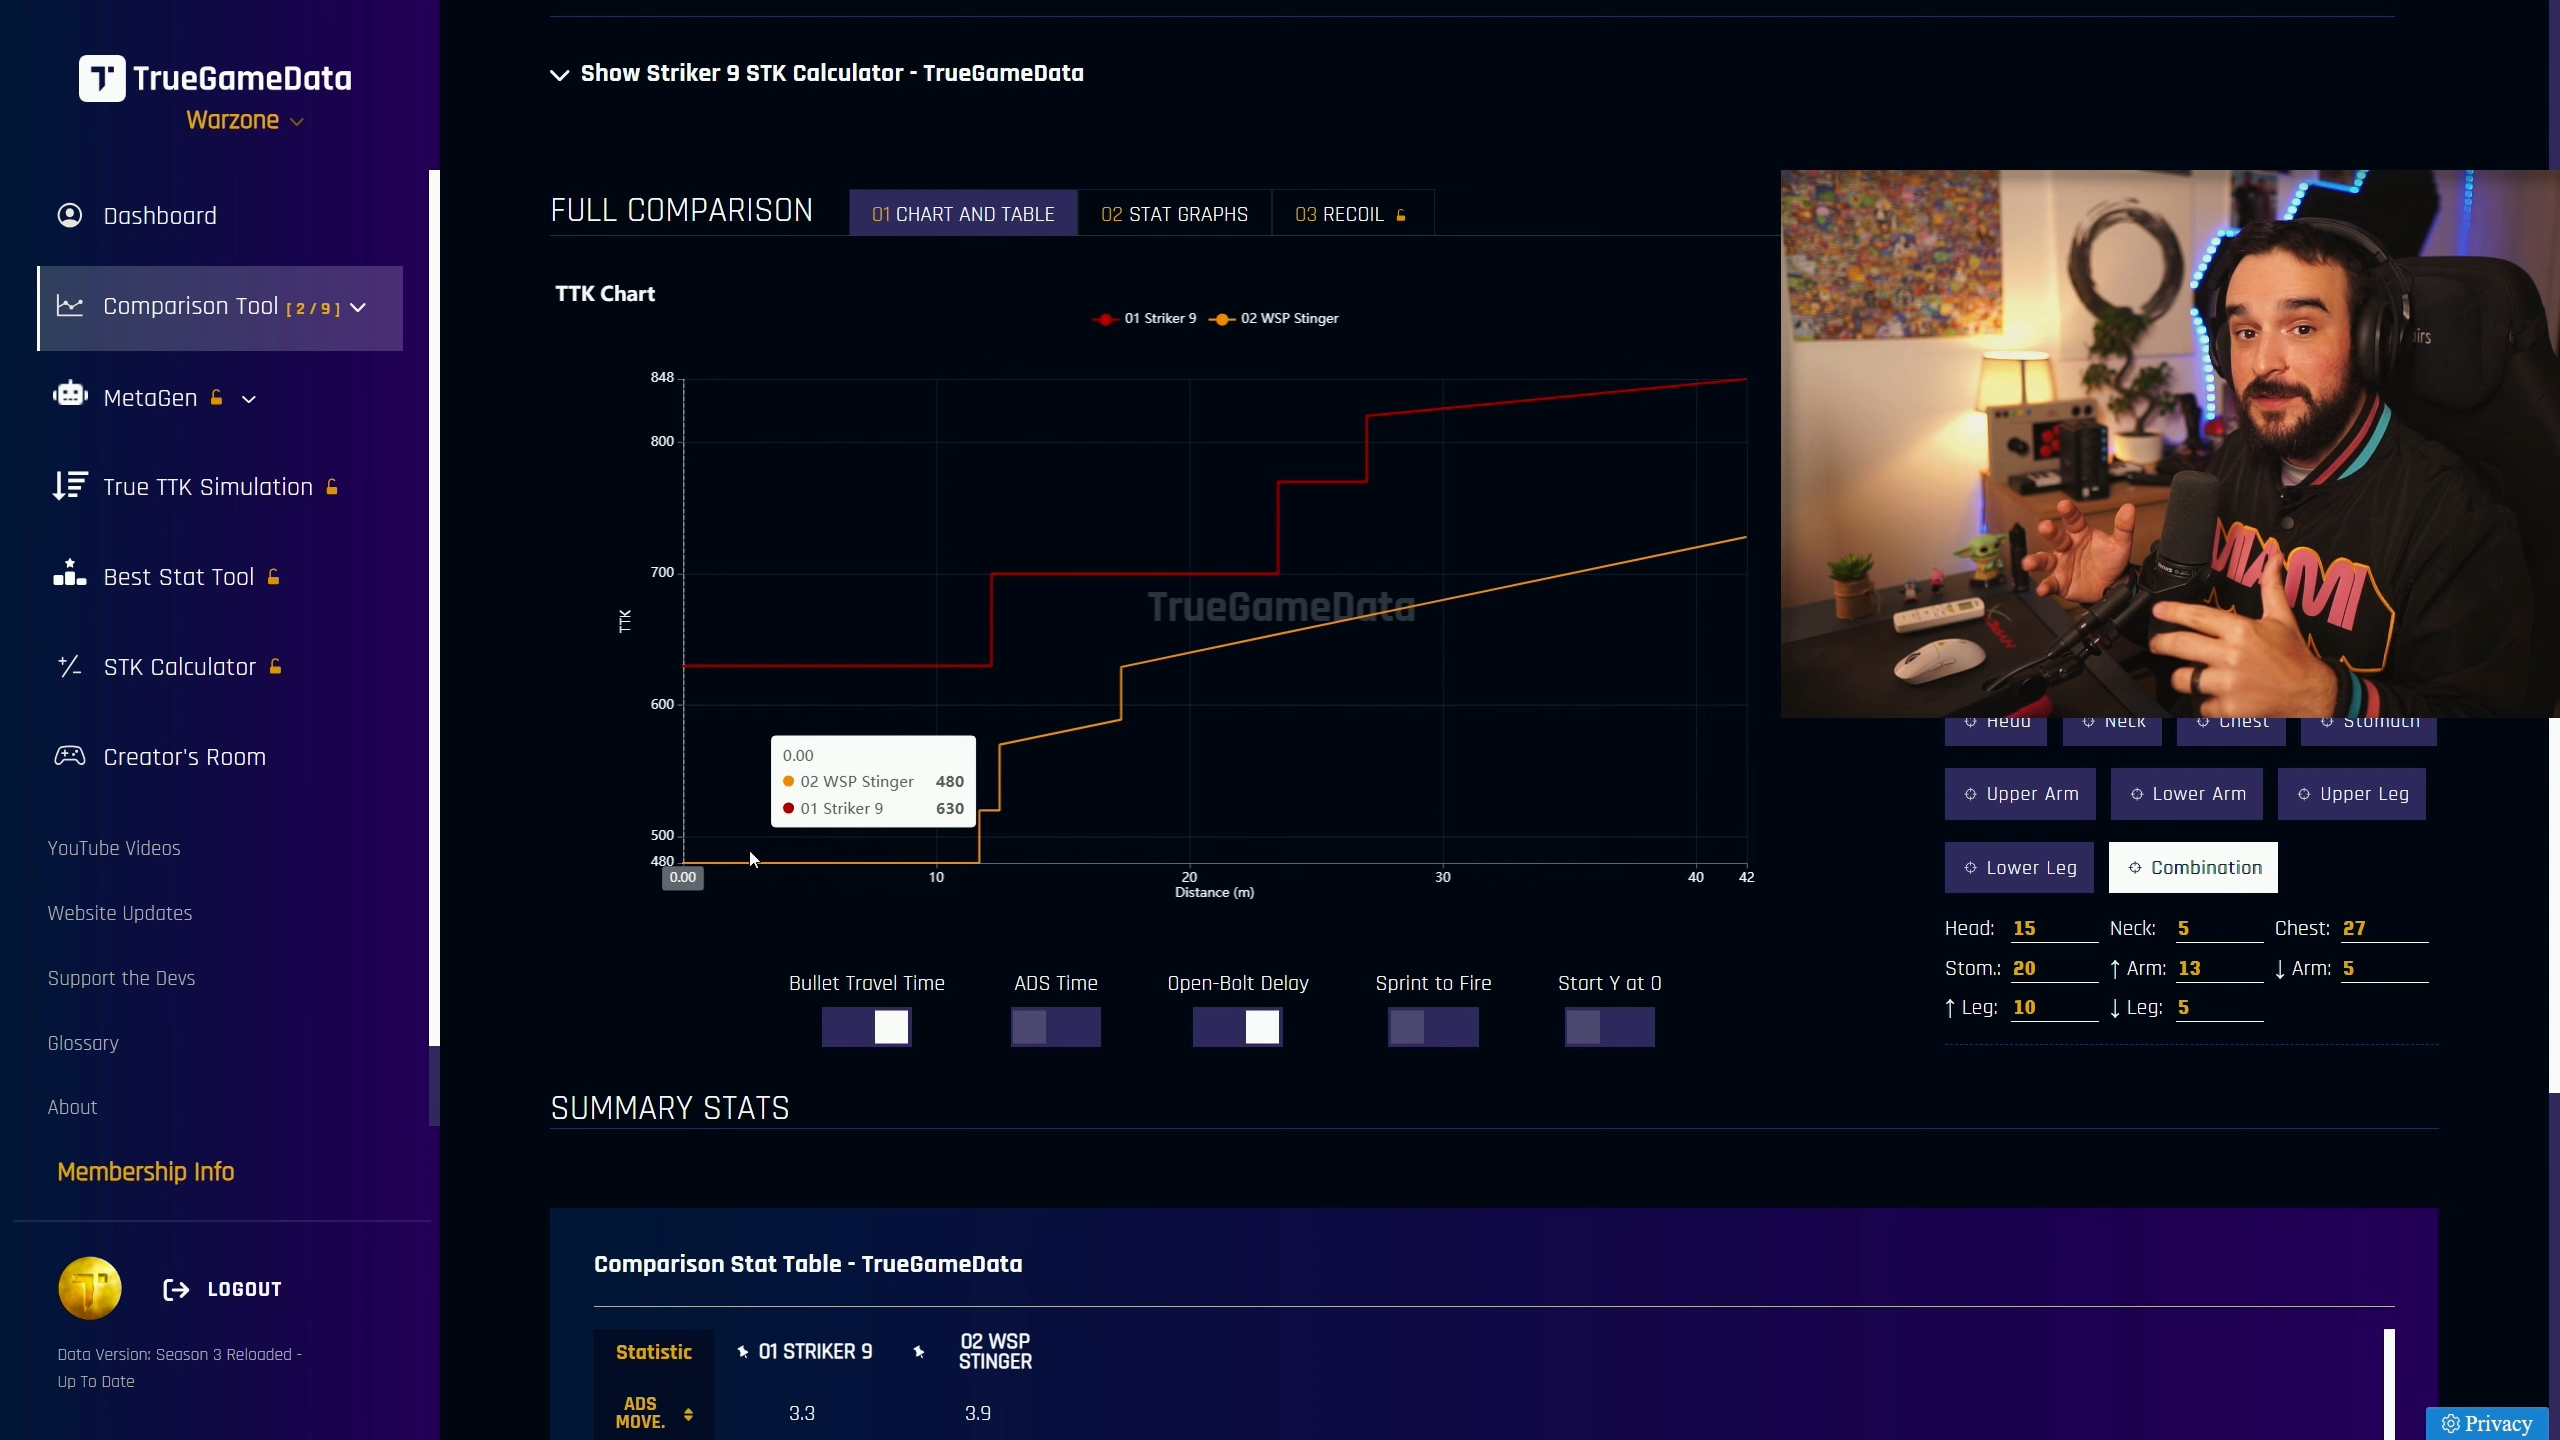 TrueGameData
Warzone
Dashboard
Comparison Tool [ 2 / 9 ]
MetaGen
True TTK Simulation
Best Stat Tool
STK Calculator
Creator's Room
YouTube Videos
Website Updates
Support the Devs
Glossary
About
Membership Info
LOGOUT
Data Version: Season 3 Reloaded -
Up To Date
Show Striker 9 STK Calculator - TrueGameData
FULL COMPARISON
01 CHART AND TABLE
02 STAT GRAPHS
03 RECOIL
TTK Chart
01 Striker 9
02 WSP Stinger
848
800
700
600
500
480
TTK
TrueGameData
0.00
02 WSP Stinger 480
01 Striker 9 630
0.00
10
20
30
40
42
Distance (m)
MIAMI
Bullet Travel Time
ADS Time
Open-Bolt Delay
Sprint to Fire
Start Y at 0
Head
Neck
Chest
Stomach
Upper Arm
Lower Arm
Upper Leg
Lower Leg
Combination
Head: 15 Neck: 5 Chest: 27
Stom.: 20 ↑ Arm: 13 ↓ Arm: 5
↑ Leg: 10 ↓ Leg: 5
SUMMARY STATS
Comparison Stat Table - TrueGameData
Statistic
01 STRIKER 9
02 WSP
STINGER
ADS
MOVE.
3.3
3.9
Privacy